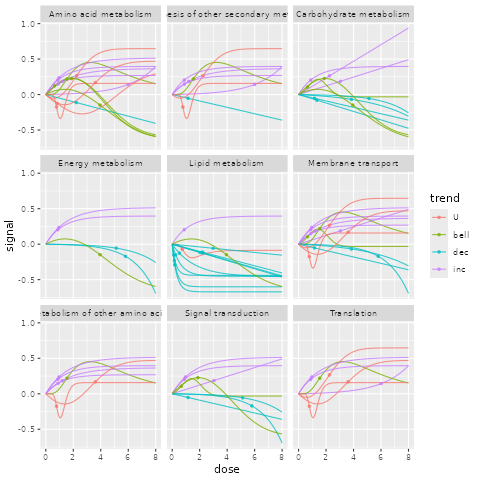 Amino acid metabolism
esis of other secondary met
Carbohydrate metabolism
1.0
0.5
0.0
-0.5
Energy metabolism
Lipid metabolism
Membrane transport
1.0
0.5
0.0
-0.5
signal
trend
U
bell
dec
inc
etabolism of other amino acid
Signal transduction
Translation
1.0
0.5
0.0
-0.5
0 2 4 6 8
0 2 4 6 8
0 2 4 6 8
dose